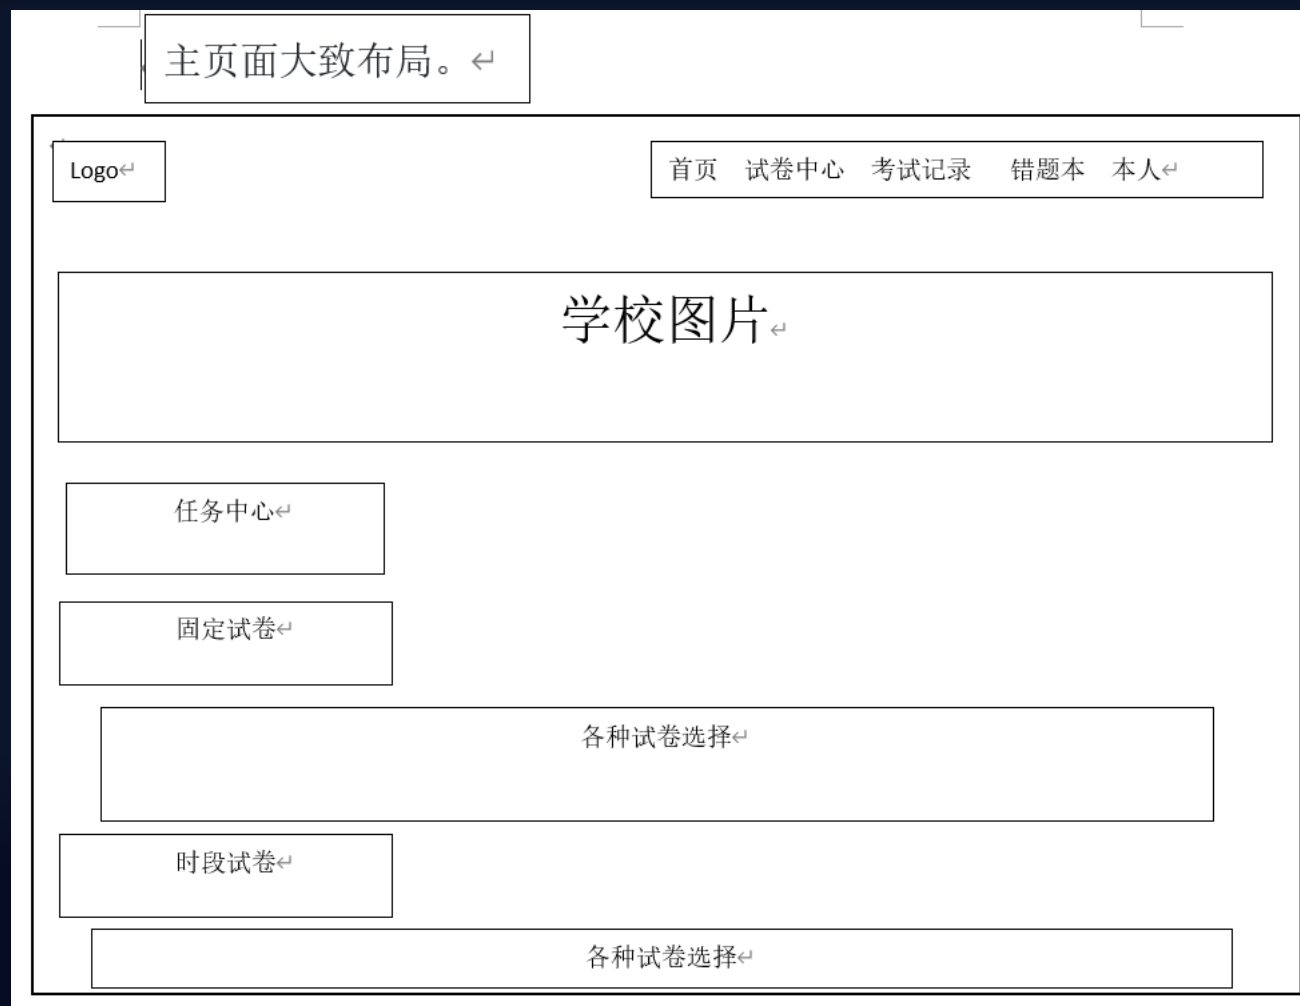 主页面大致布局。
Logo
首页 试卷中心 考试记录 错题本 本人
学校图片
任务中心
固定试卷
各种试卷选择
时段试卷
各种试卷选择